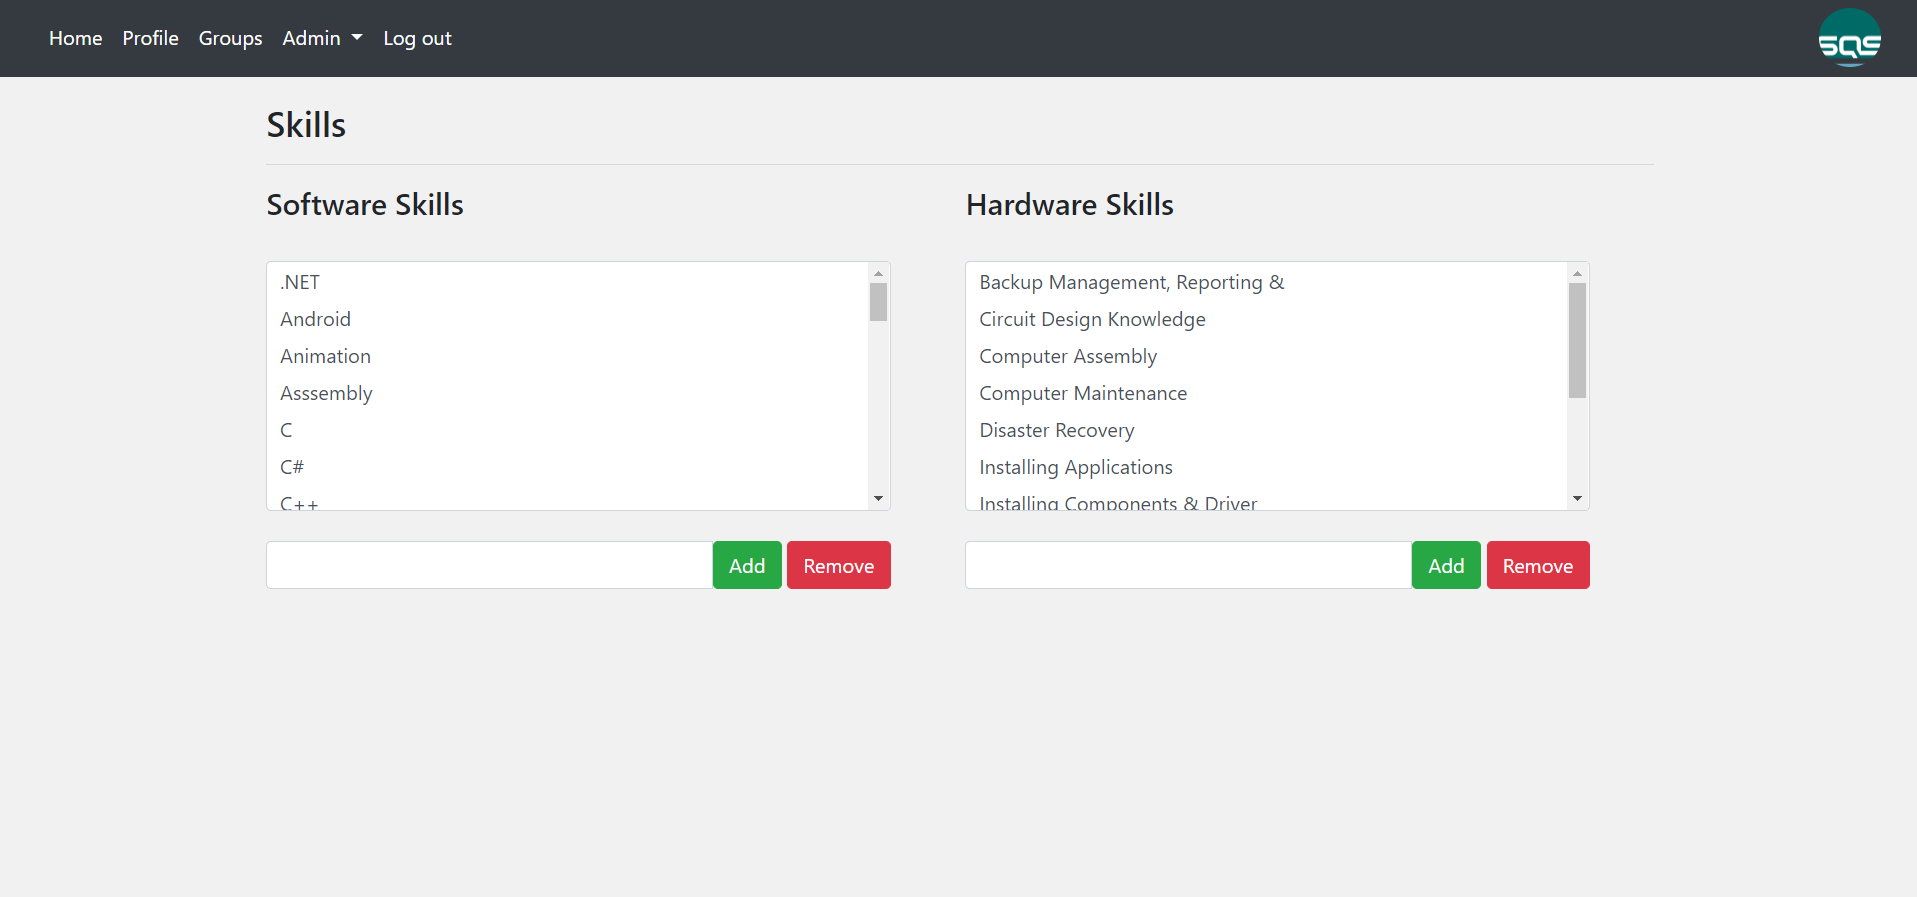 Home Profile Groups Admin Log out
SQS
Skills
Software Skills
Hardware Skills
.NET
Android
Animation
Asssembly
C
C#
C++
Backup Management, Reporting &
Circuit Design Knowledge
Computer Assembly
Computer Maintenance
Disaster Recovery
Installing Applications
Installing Components & Driver
Add Remove
Add Remove